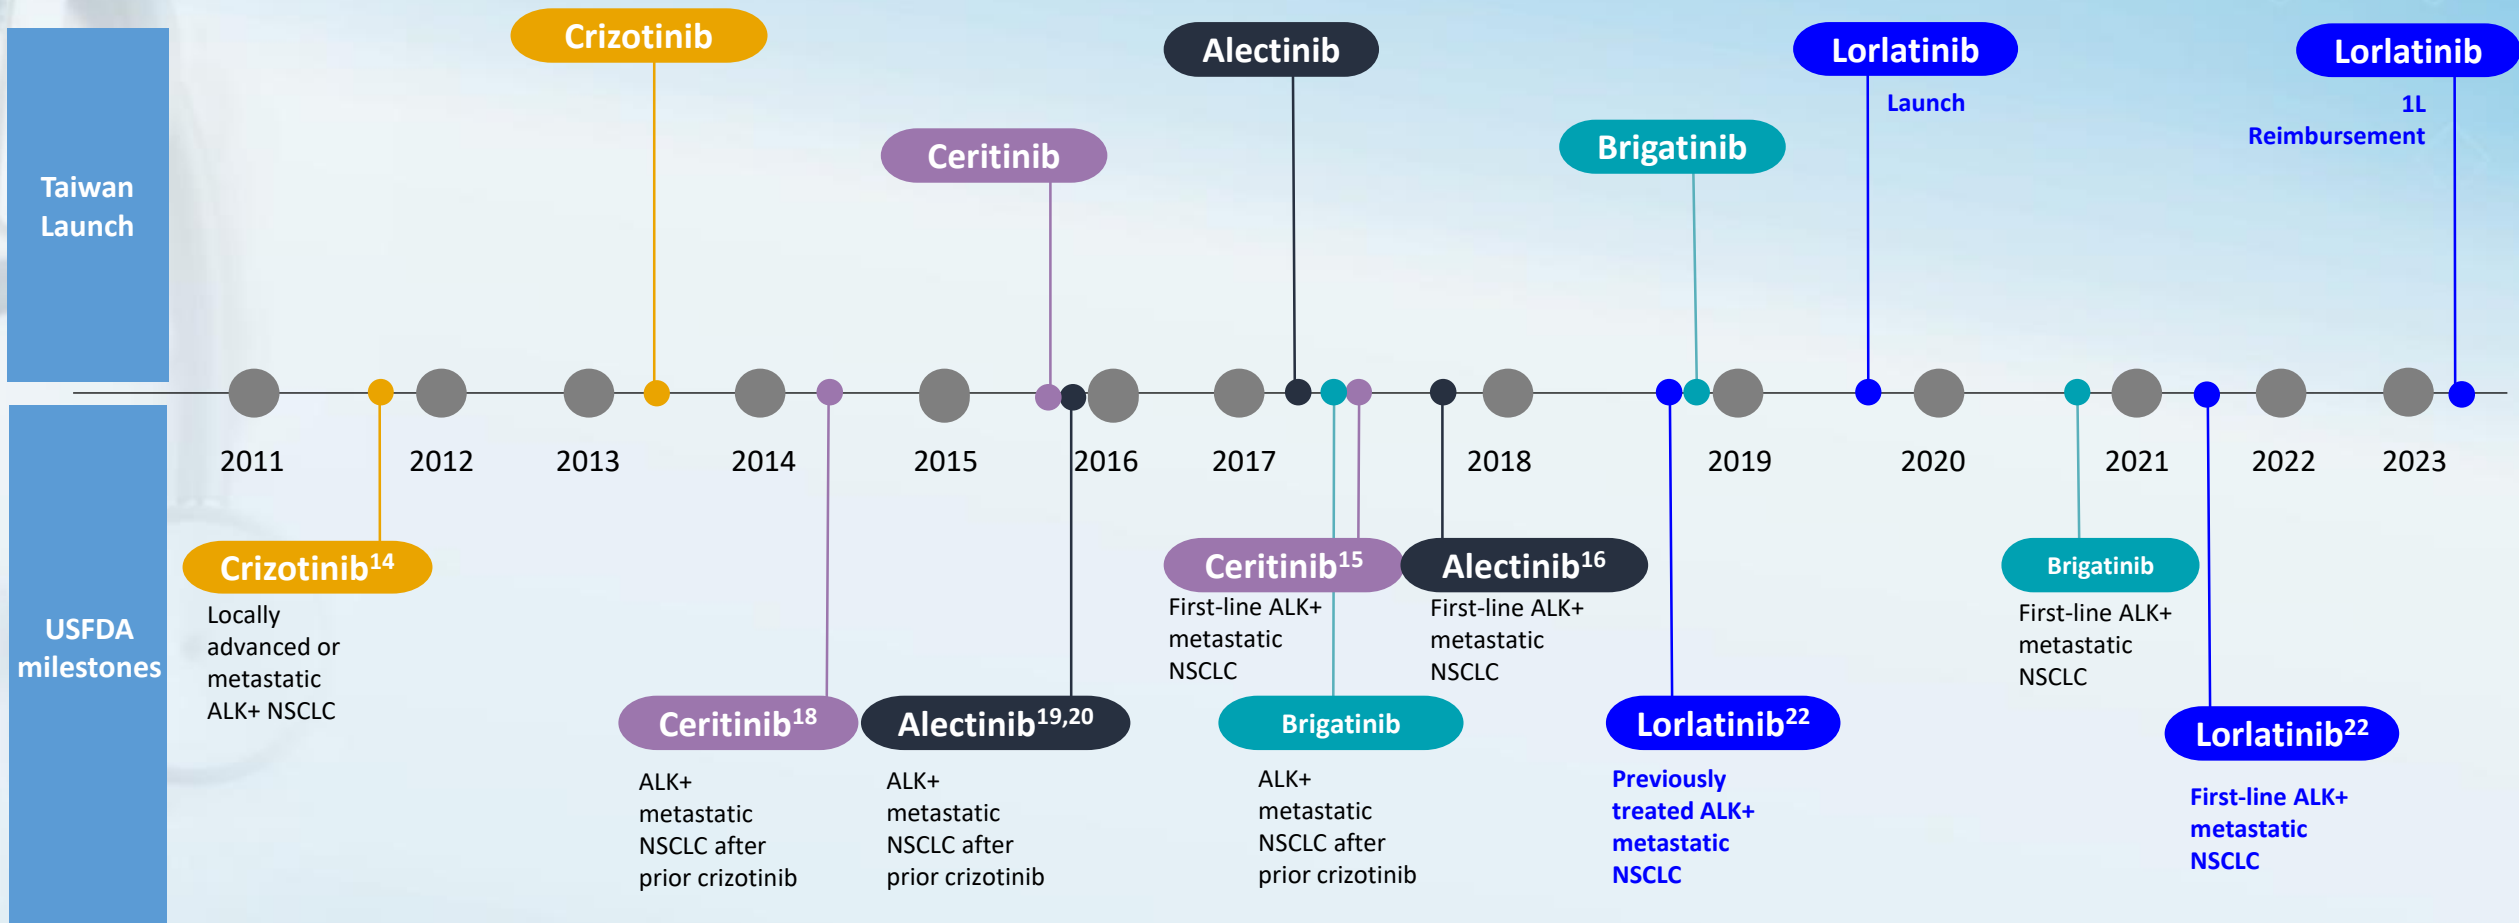 Crizotinib
Alectinib
Lorlatinib
Launch
Lorlatinib
1L
Reimbursement
Ceritinib
Brigatinib
Taiwan
Launch
2011
2012
2013
2014
2015
2016
2017
2018
2019
2020
2021
2022
2023
USFDA
milestones
Crizotinib14
Locally
advanced or
metastatic
ALK+ NSCLC
Ceritinib18
ALK+
metastatic
NSCLC after
prior crizotinib
Alectinib19,20
ALK+
metastatic
NSCLC after
prior crizotinib
Ceritinib15
First-line ALK+
metastatic
NSCLC
Brigatinib
ALK+
metastatic
NSCLC after
prior crizotinib
Alectinib16
First-line ALK+
metastatic
NSCLC
Lorlatinib22
Previously
treated ALK+
metastatic
NSCLC
Brigatinib
First-line ALK+
metastatic
NSCLC
Lorlatinib22
First-line ALK+
metastatic
NSCLC